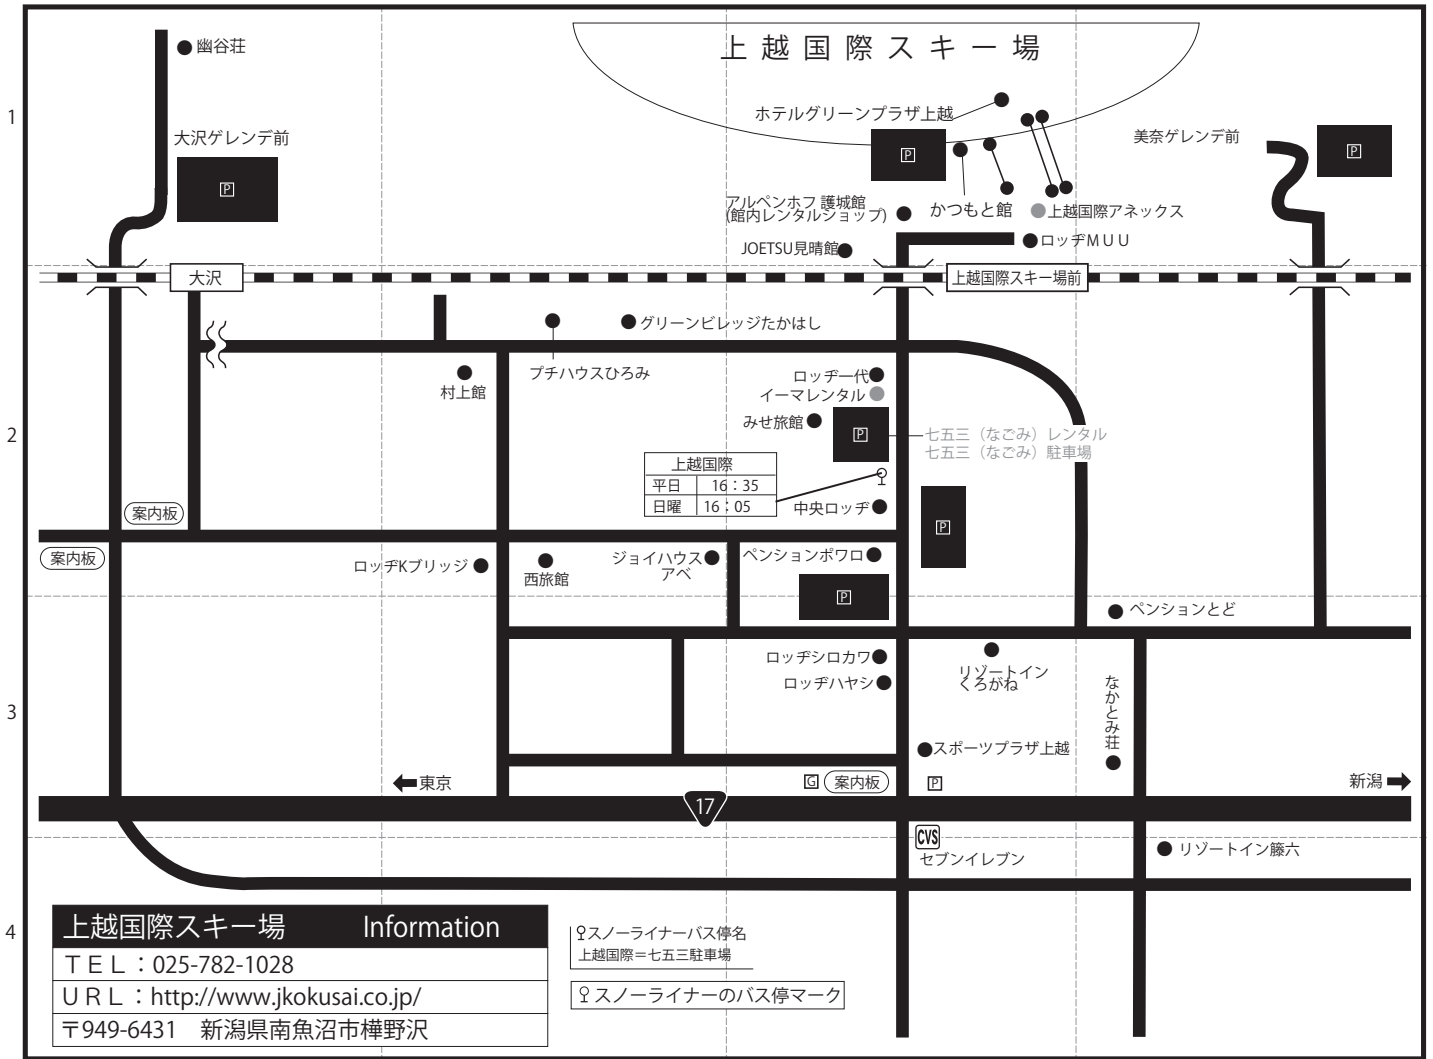 上越国際スキー場
幽谷荘
1
ホテルグリーンプラザ上越
大沢ゲレンデ前
美奈ゲレンデ前
P
P
P
アルペンホフ 護城館
(館内レンタルショップ)
かつもと館
上越国際アネックス
JOETSU見晴館
ロッヂMUU
大沢
上越国際スキー場前
グリーンビレッジたかはし
プチハウスひろみ
村上館
ロッヂ一代
イーマレンタル
みせ旅館
2
P
七五三（なごみ）レンタル
七五三（なごみ）駐車場
上越国際
平日 16：35
日曜 16：05
中央ロッヂ
案内板
P
案内板
ロッヂKブリッジ
西旅館
ジョイハウス
アベ
ペンションポワロ
P
ペンションとど
ロッヂシロカワ
ロッヂハヤシ
リゾートイン
くろがね
なかとみ荘
3
スポーツプラザ上越
東京
G
案内板
P
新潟
17
CVS
セブンイレブン
リゾートイン籐六
4
上越国際スキー場 Information
ＴＥＬ：025-782-1028
ＵＲＬ：http://www.jkokusai.co.jp/
〒949-6431　新潟県南魚沼市樺野沢
スノーライナーバス停名
上越国際＝七五三駐車場
スノーライナーのバス停マーク